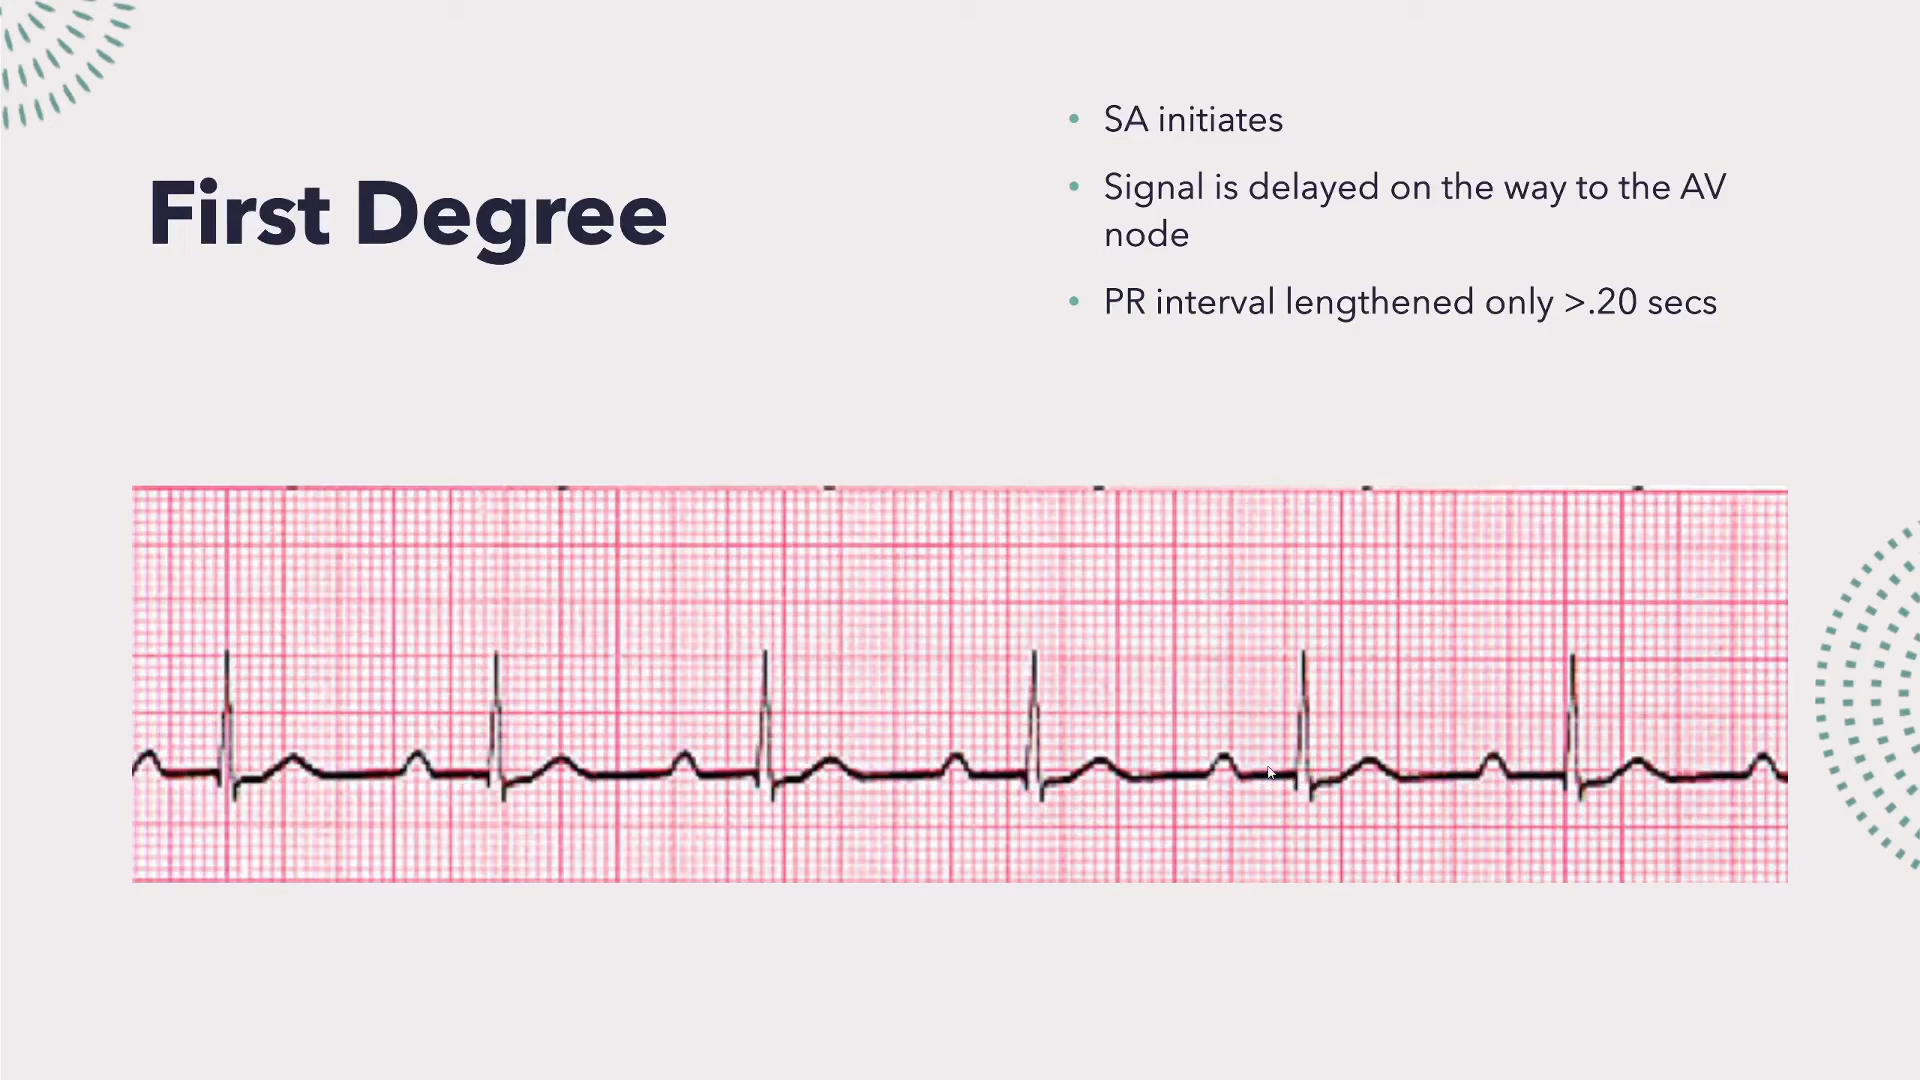 First Degree
SA initiates
Signal is delayed on the way to the AV
node
PR interval lengthened only >.20 secs